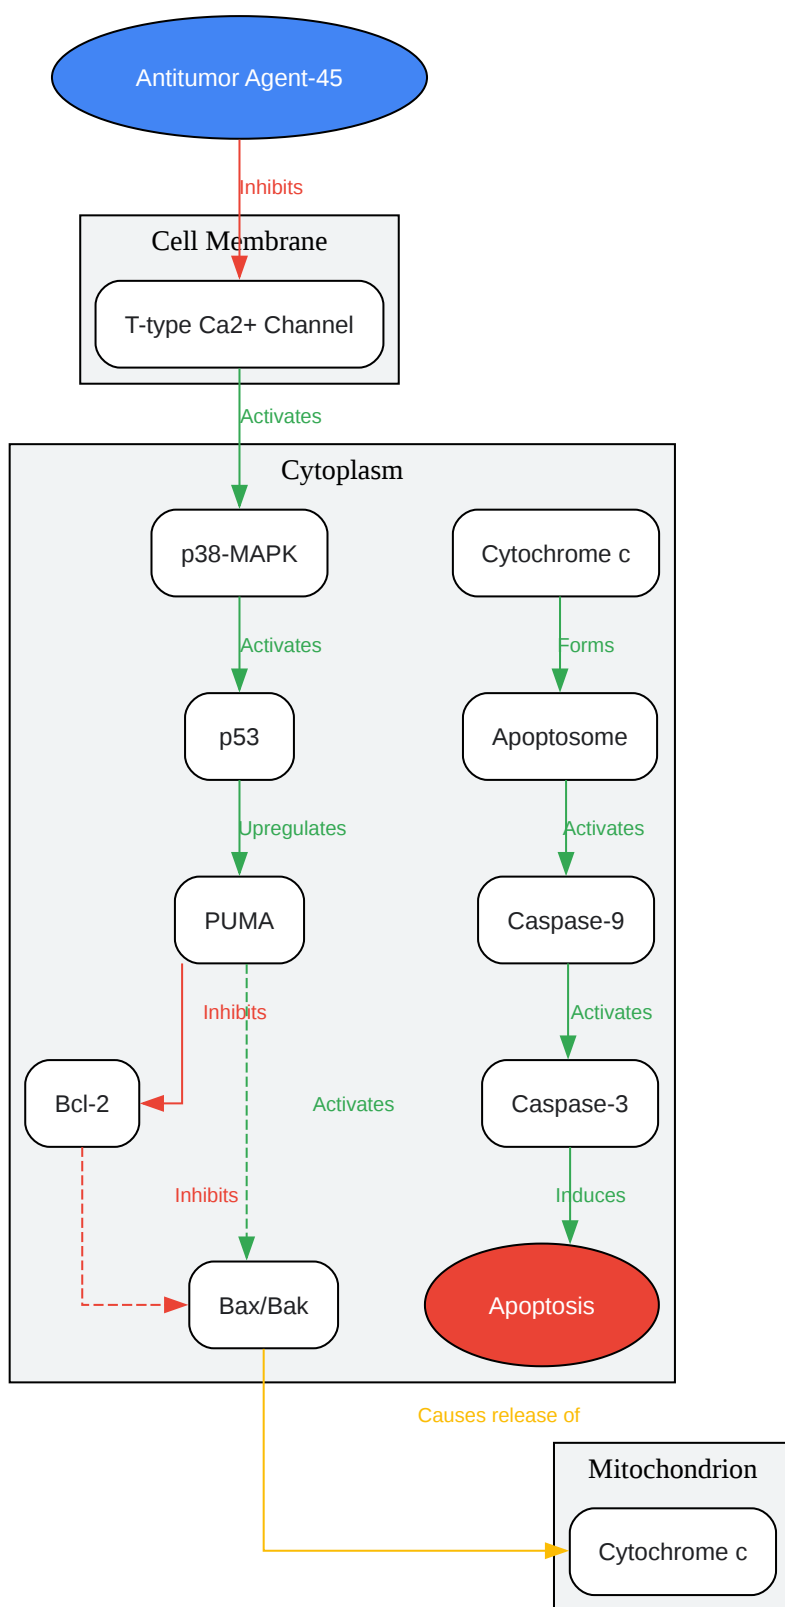 Antitumor Agent-45
Inhibits
Cell Membrane
T-type Ca2+ Channel
Activates
Cytoplasm
p38-MAPK
Cytochrome c
Activates
Forms
p53
Apoptosome
Upregulates
Activates
PUMA
Caspase-9
Inhibits
Activates
Bcl-2
Activates
Caspase-3
Inhibits
Induces
Bax/Bak
Apoptosis
Causes release of
Mitochondrion
Cytochrome c